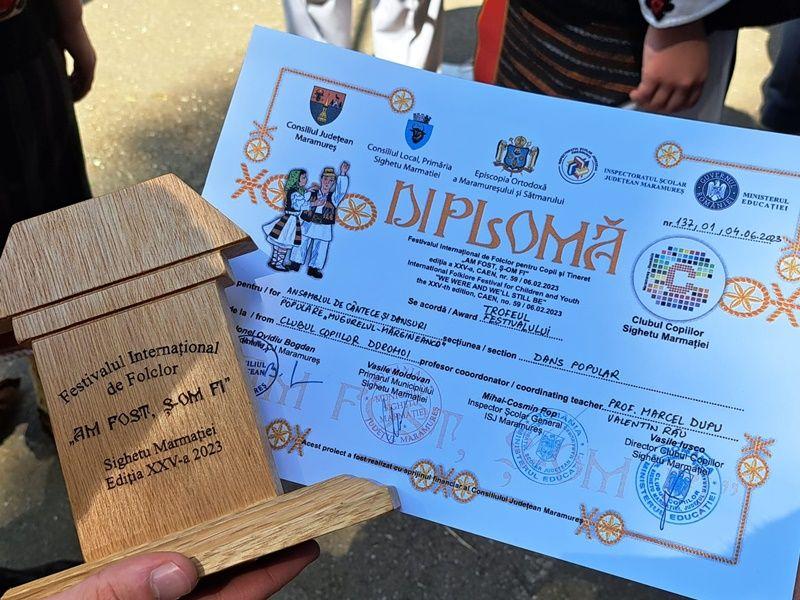 Consiliul Județean
Maramureș
Consiliul Local, Primăria
Sighetu Marmației
Episcopia Ortodoxă
a Maramureșului și Sătmarului
INSPECTORATUL ȘCOLAR
JUDEȚEAN MARAMUREȘ
GUVERNUL ROMÂNIEI
MINISTERUL
EDUCAȚIEI
nr. 137,01,04.06.2023
DIPLOMĂ
Festivalul Internațional de Folclor pentru Copii și Tineret
„AM FOST, Ș-OM FI”
ediția a XXV-a, CAEN, nr. 59 / 06.02.2023
International Folklore Festival for Children and Youth
"WE WERE AND WE'LL STILL BE"
the XXV-th edition, CAEN, no. 59 / 06.02.2023
Clubul Copiilor
Sighetu Marmației
Se acordă / Award TROFEUL
FESTIVALULUI
pentru / for ANSAMBLUL DE CÂNTECE ȘI DANSURI
POPULARE „MUGURELUL MĂRGINEANCA” secțiunea / section DANS POPULAR
de la / from CLUBUL COPIILOR profesor cooordonator / coordinating teacher PROF. MARCEL DUPU
VALENTIN RĂU
Ovidiu Bogdan
Maramureș
Vasile Moldovan
Primarul Municipiului
Sighetu Marmației
Mihai-Cosmin Pop
Inspector Școlar General
ISJ Maramureș
Vasile Iusco
Director Clubul Copiilor
Sighetu Marmației
AM FOST, Ș-OM
Acest proiect a fost realizat cu sprijinul financiar al Consiliului Județean Maramureș
Festivalul Internațional
de Folclor
„AM FOST, Ș-OM FI”
Sighetu Marmației
Ediția XXV-a 2023